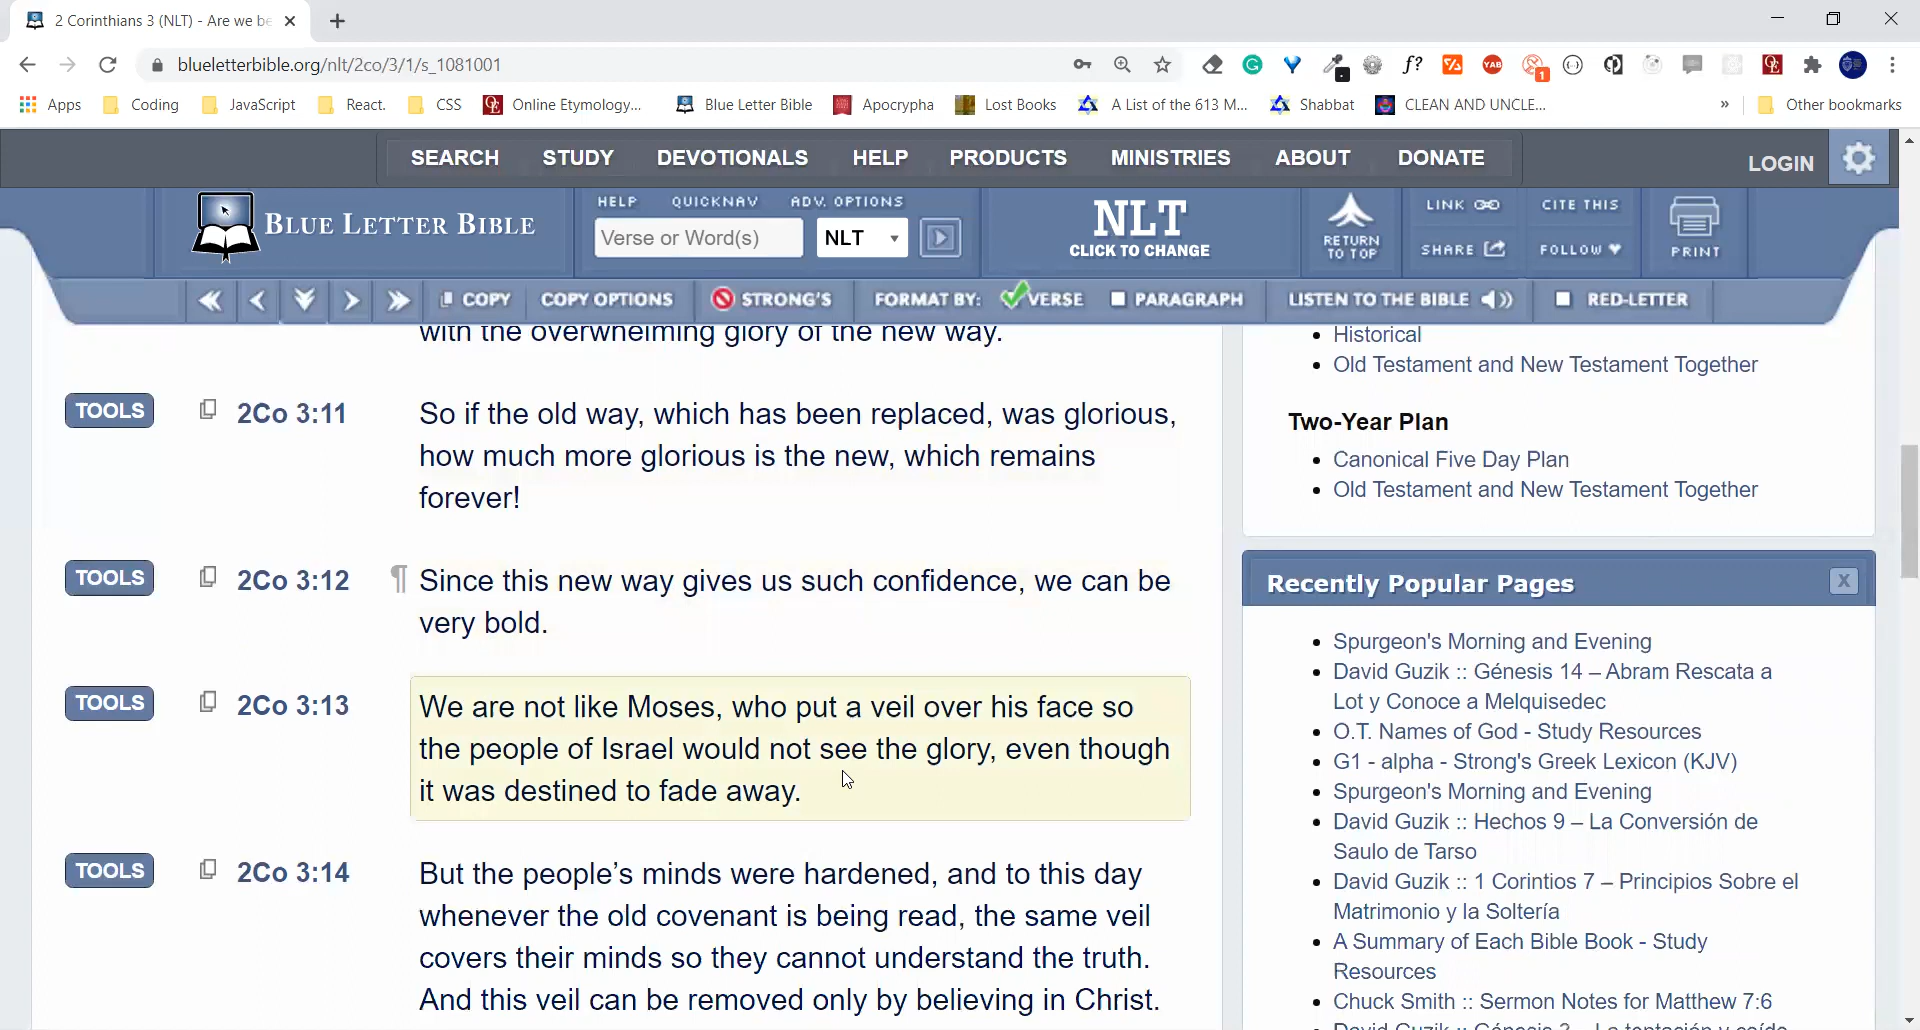 2 Corinthians 3 (NLT) - Are we be
blueletterbible.org/nlt/2co/3/1/s_1081001
f?
YAB
1
OE
Apps
Coding
JavaScript
React.
CSS
OE
Online Etymology...
Blue Letter Bible
Apocrypha
Lost Books
A List of the 613 M...
Shabbat
CLEAN AND UNCLE...
»
Other bookmarks
SEARCH
STUDY
DEVOTIONALS
HELP
PRODUCTS
MINISTRIES
ABOUT
DONATE
LOGIN
BLUE LETTER BIBLE
HELP
QUICKNAV
ADV. OPTIONS
Verse or Word(s)
NLT
NLT
CLICK TO CHANGE
RETURN
TO TOP
LINK
CITE THIS
SHARE
FOLLOW
PRINT
COPY
COPY OPTIONS
STRONG'S
FORMAT BY:
VERSE
PARAGRAPH
LISTEN TO THE BIBLE
RED-LETTER
with the overwhelming glory of the new way.
TOOLS
2Co 3:11
So if the old way, which has been replaced, was glorious,
how much more glorious is the new, which remains
forever!
TOOLS
2Co 3:12
¶ Since this new way gives us such confidence, we can be
very bold.
TOOLS
2Co 3:13
We are not like Moses, who put a veil over his face so
the people of Israel would not see the glory, even though
it was destined to fade away.
TOOLS
2Co 3:14
But the people’s minds were hardened, and to this day
whenever the old covenant is being read, the same veil
covers their minds so they cannot understand the truth.
And this veil can be removed only by believing in Christ.
Historical
Old Testament and New Testament Together
Two-Year Plan
Canonical Five Day Plan
Old Testament and New Testament Together
Recently Popular Pages
X
Spurgeon's Morning and Evening
David Guzik :: Génesis 14 – Abram Rescata a
Lot y Conoce a Melquisedec
O.T. Names of God - Study Resources
G1 - alpha - Strong's Greek Lexicon (KJV)
Spurgeon's Morning and Evening
David Guzik :: Hechos 9 – La Conversión de
Saulo de Tarso
David Guzik :: 1 Corintios 7 – Principios Sobre el
Matrimonio y la Soltería
A Summary of Each Bible Book - Study
Resources
Chuck Smith :: Sermon Notes for Matthew 7:6
David Guzik :: Génesis 3 – La tentación y caída